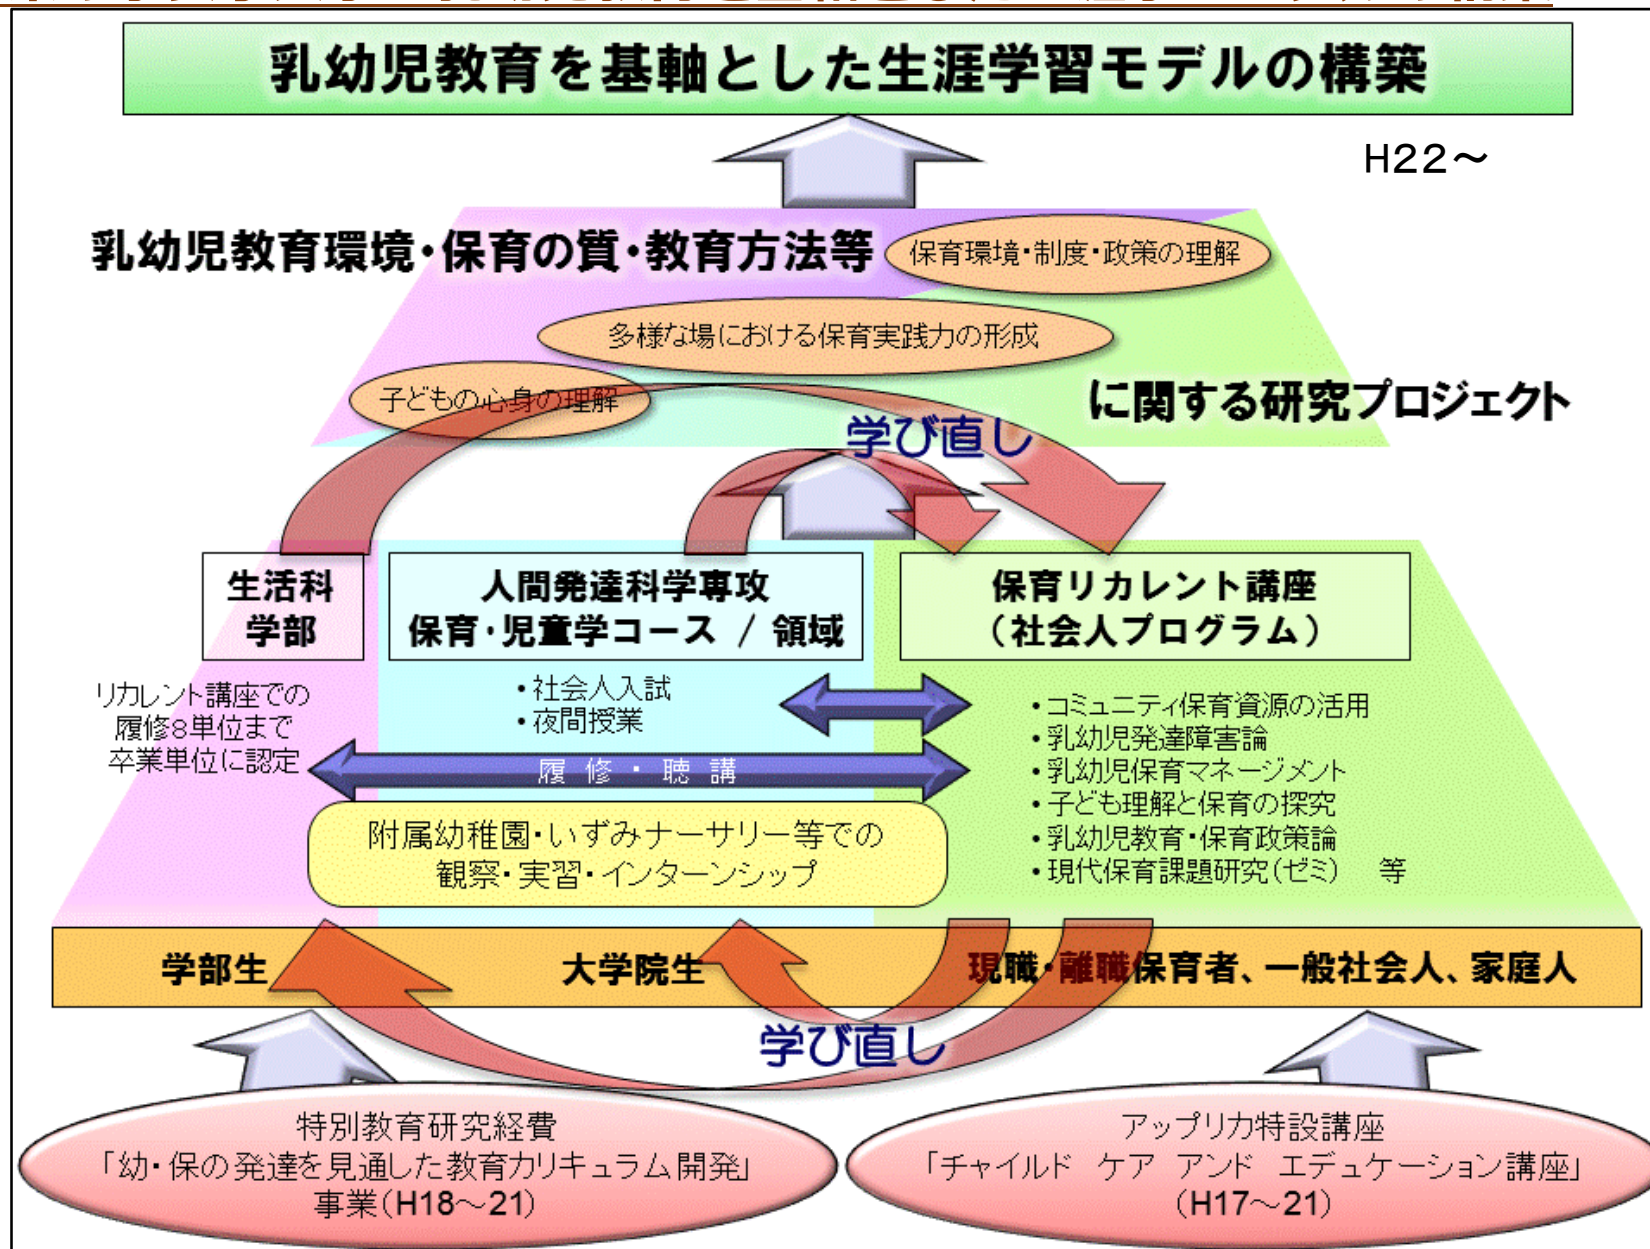 乳幼児教育を基軸とした生涯学習モデルの構築
H22～
乳幼児教育環境・保育の質・教育方法等
保育環境・制度・政策の理解
多様な場における保育実践力の形成
子どもの心身の理解
に関する研究プロジェクト
学び直し
生活科
学部
人間発達科学専攻
保育・児童学コース / 領域
保育リカレント講座
（社会人プログラム）
リカレント講座での
履修8単位まで
卒業単位に認定
・社会人入試
・夜間授業
・コミュニティ保育資源の活用
・乳幼児発達障害論
・乳幼児保育マネージメント
・子ども理解と保育の探究
・乳幼児教育・保育政策論
・現代保育課題研究（ゼミ） 等
履修・聴講
附属幼稚園・いずみナーサリー等での
観察・実習・インターンシップ
学部生
大学院生
現職・離職保育者、一般社会人、家庭人
学び直し
特別教育研究経費
「幼・保の発達を見通した教育カリキュラム開発」
事業（H18～21）
アップリカ特設講座
「チャイルド ケア アンド エデュケーション講座」
（H17～21）